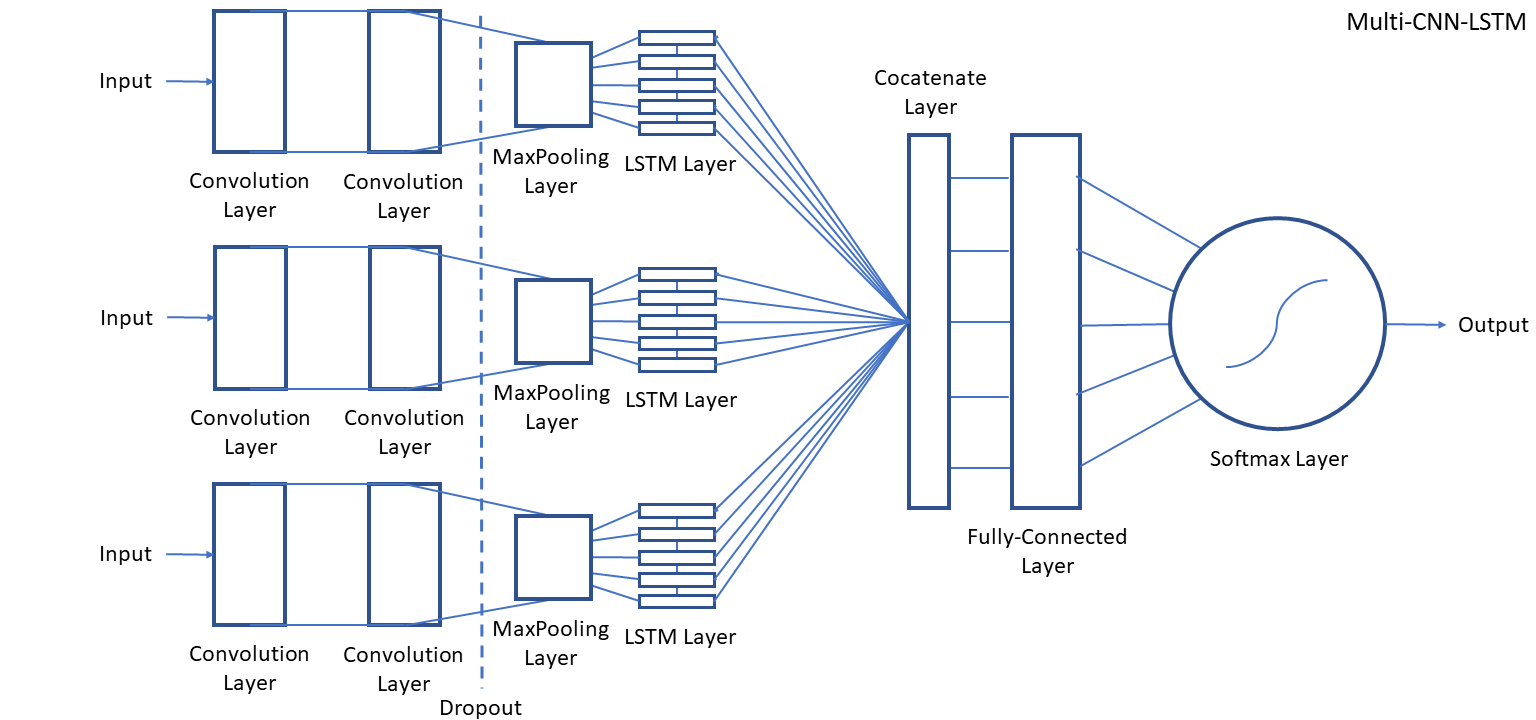 Multi-CNN-LSTM
Input
Convolution
Layer
Convolution
Layer
MaxPooling
Layer
LSTM Layer
Input
Convolution
Layer
Convolution
Layer
MaxPooling
Layer
LSTM Layer
Input
Convolution
Layer
Convolution
Layer
MaxPooling
Layer
LSTM Layer
Dropout
Cocatenate
Layer
Fully-Connected
Layer
Softmax Layer
Output